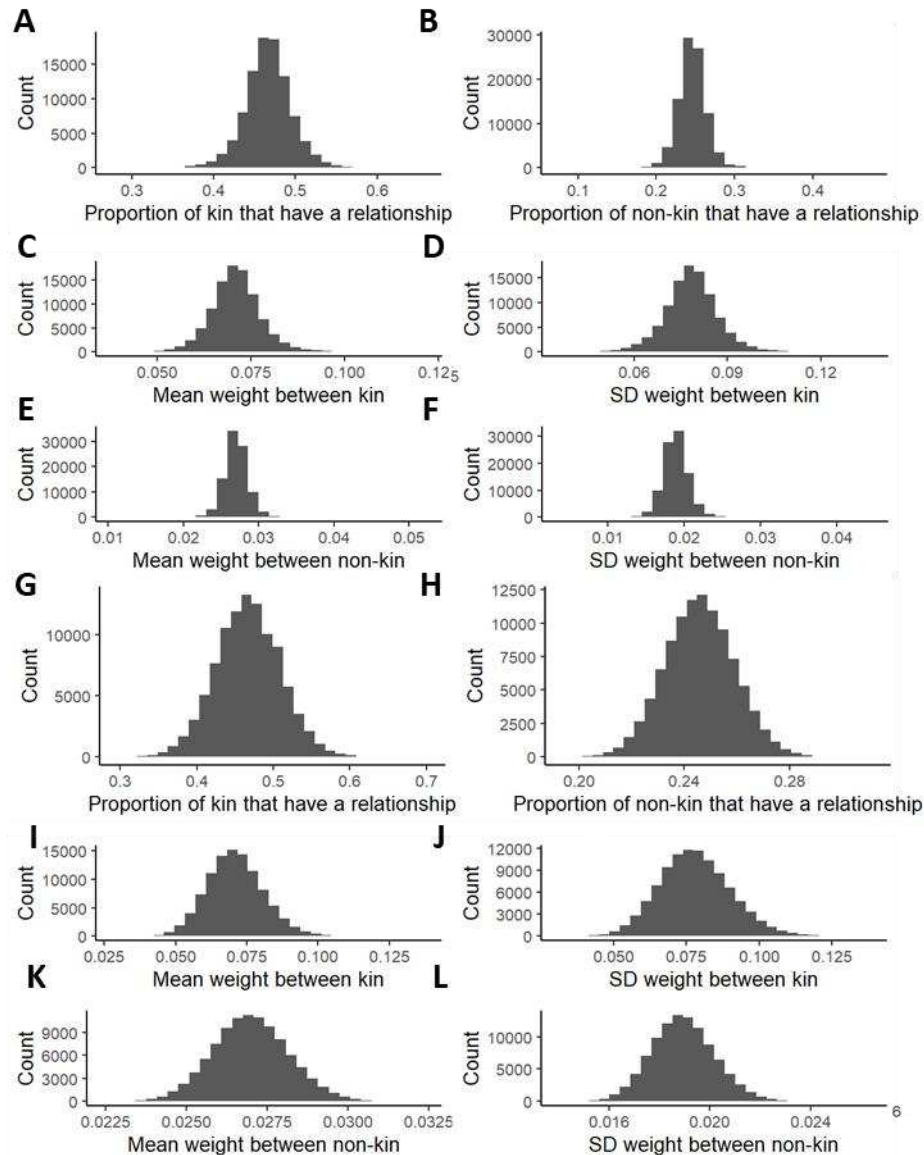 A
B
Count
15000
10000
5000
0
0.3 0.4 0.5 0.6
Proportion of kin that have a relationship
Count
30000
20000
10000
0
0.1 0.2 0.3 0.4
Proportion of non-kin that have a relationship
C
D
Count
15000
10000
5000
0
0.050 0.075 0.100 0.125
Mean weight between kin
Count
15000
10000
5000
0
0.06 0.09 0.12
SD weight between kin
E
F
Count
30000
20000
10000
0
0.01 0.02 0.03 0.04 0.05
Mean weight between non-kin
Count
30000
20000
10000
0
0.01 0.02 0.03 0.04
SD weight between non-kin
G
H
Count
10000
5000
0
0.3 0.4 0.5 0.6 0.7
Proportion of kin that have a relationship
Count
12500
10000
7500
5000
2500
0
0.20 0.24 0.28
Proportion of non-kin that have a relationship
I
J
Count
15000
10000
5000
0
0.025 0.050 0.075 0.100 0.125
Mean weight between kin
Count
12000
9000
6000
3000
0
0.050 0.075 0.100 0.125
SD weight between kin
K
L
Count
9000
6000
3000
0
0.0225 0.0250 0.0275 0.0300 0.0325
Mean weight between non-kin
Count
10000
5000
0
0.016 0.020 0.024
SD weight between non-kin
6